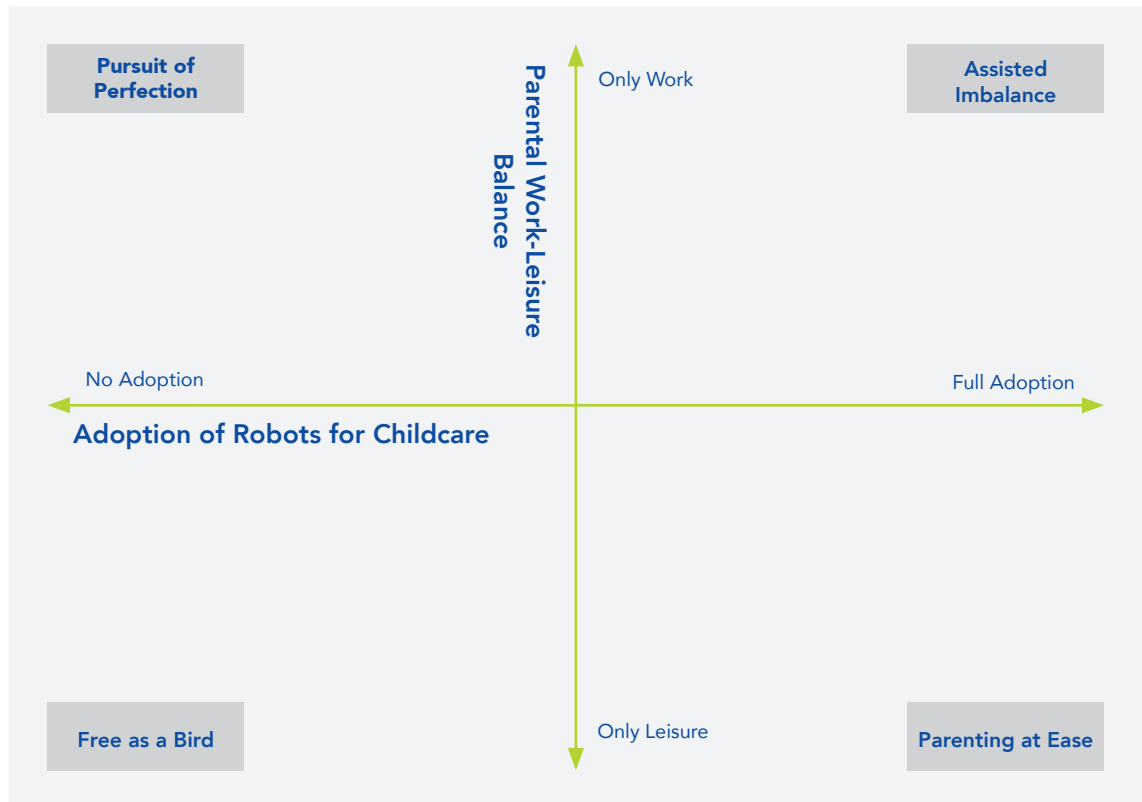 Pursuit of
Perfection
Parental Work-Leisure
Balance
Only Work
Assisted
Imbalance
No Adoption
Full Adoption
Adoption of Robots for Childcare
Free as a Bird
Only Leisure
Parenting at Ease